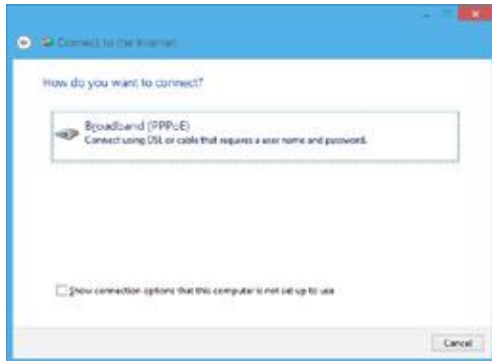 Connect to the Internet
How do you want to connect?
Broadband (PPPoE)
Connect using DSL or cable that requires a user name and password.
Show connection options that this computer is not set up to use
Cancel